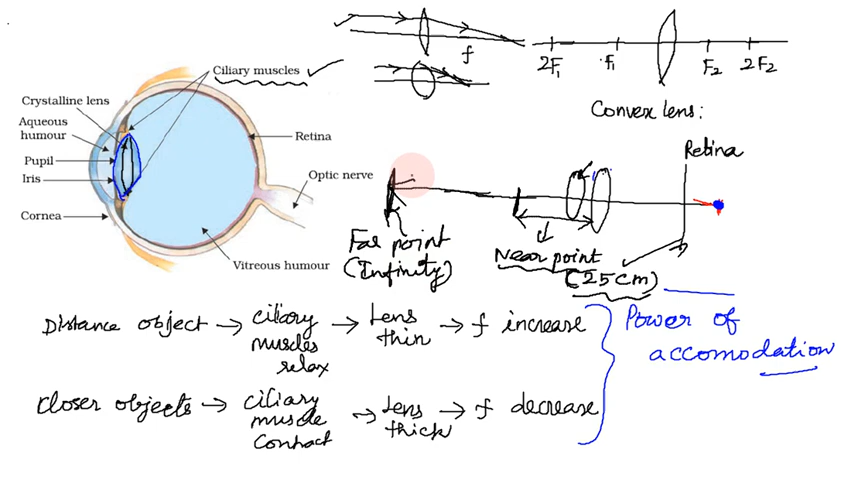 Ciliary muscles
Crystalline lens
Aqueous
humour
Pupil
Iris
Cornea
Retina
Optic nerve
Vitreous humour
f
2F1
F1
F2
2F2
Convex lens:
Retina
Far point
(Infinity)
Near point
(25cm)
Distance object → ciliary muscles relax → Lens thin → f increase
Closer objects → ciliary muscle contract → Lens thick → f decrease
Power of
accomodation